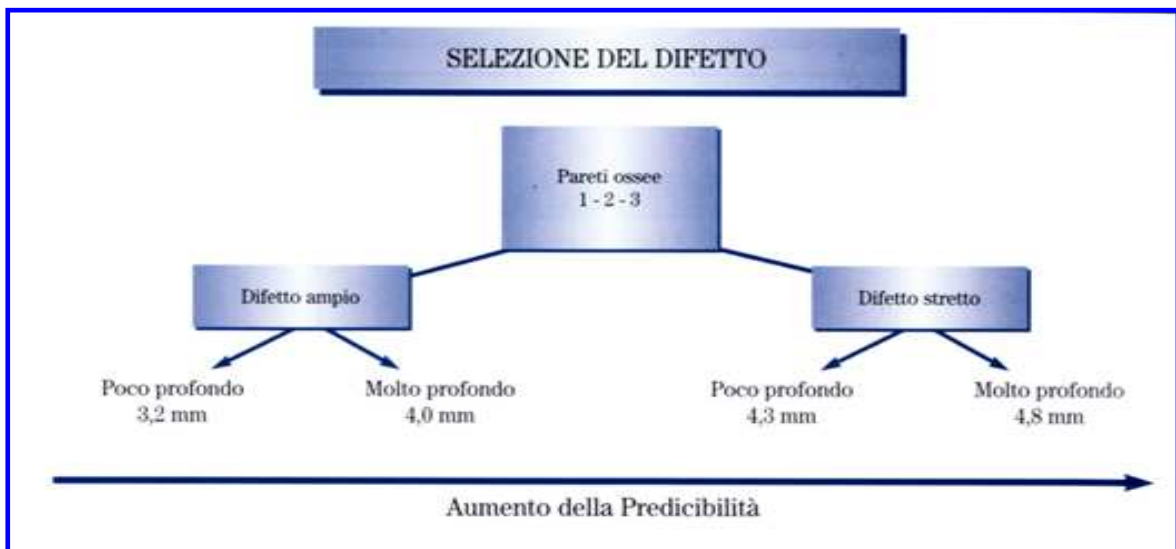 SELEZIONE DEL DIFETTO
Pareti ossee
1 - 2 - 3
Difetto ampio
Difetto stretto
Poco profondo
3,2 mm
Molto profondo
4,0 mm
Poco profondo
4,3 mm
Molto profondo
4,8 mm
Aumento della Predicibilità